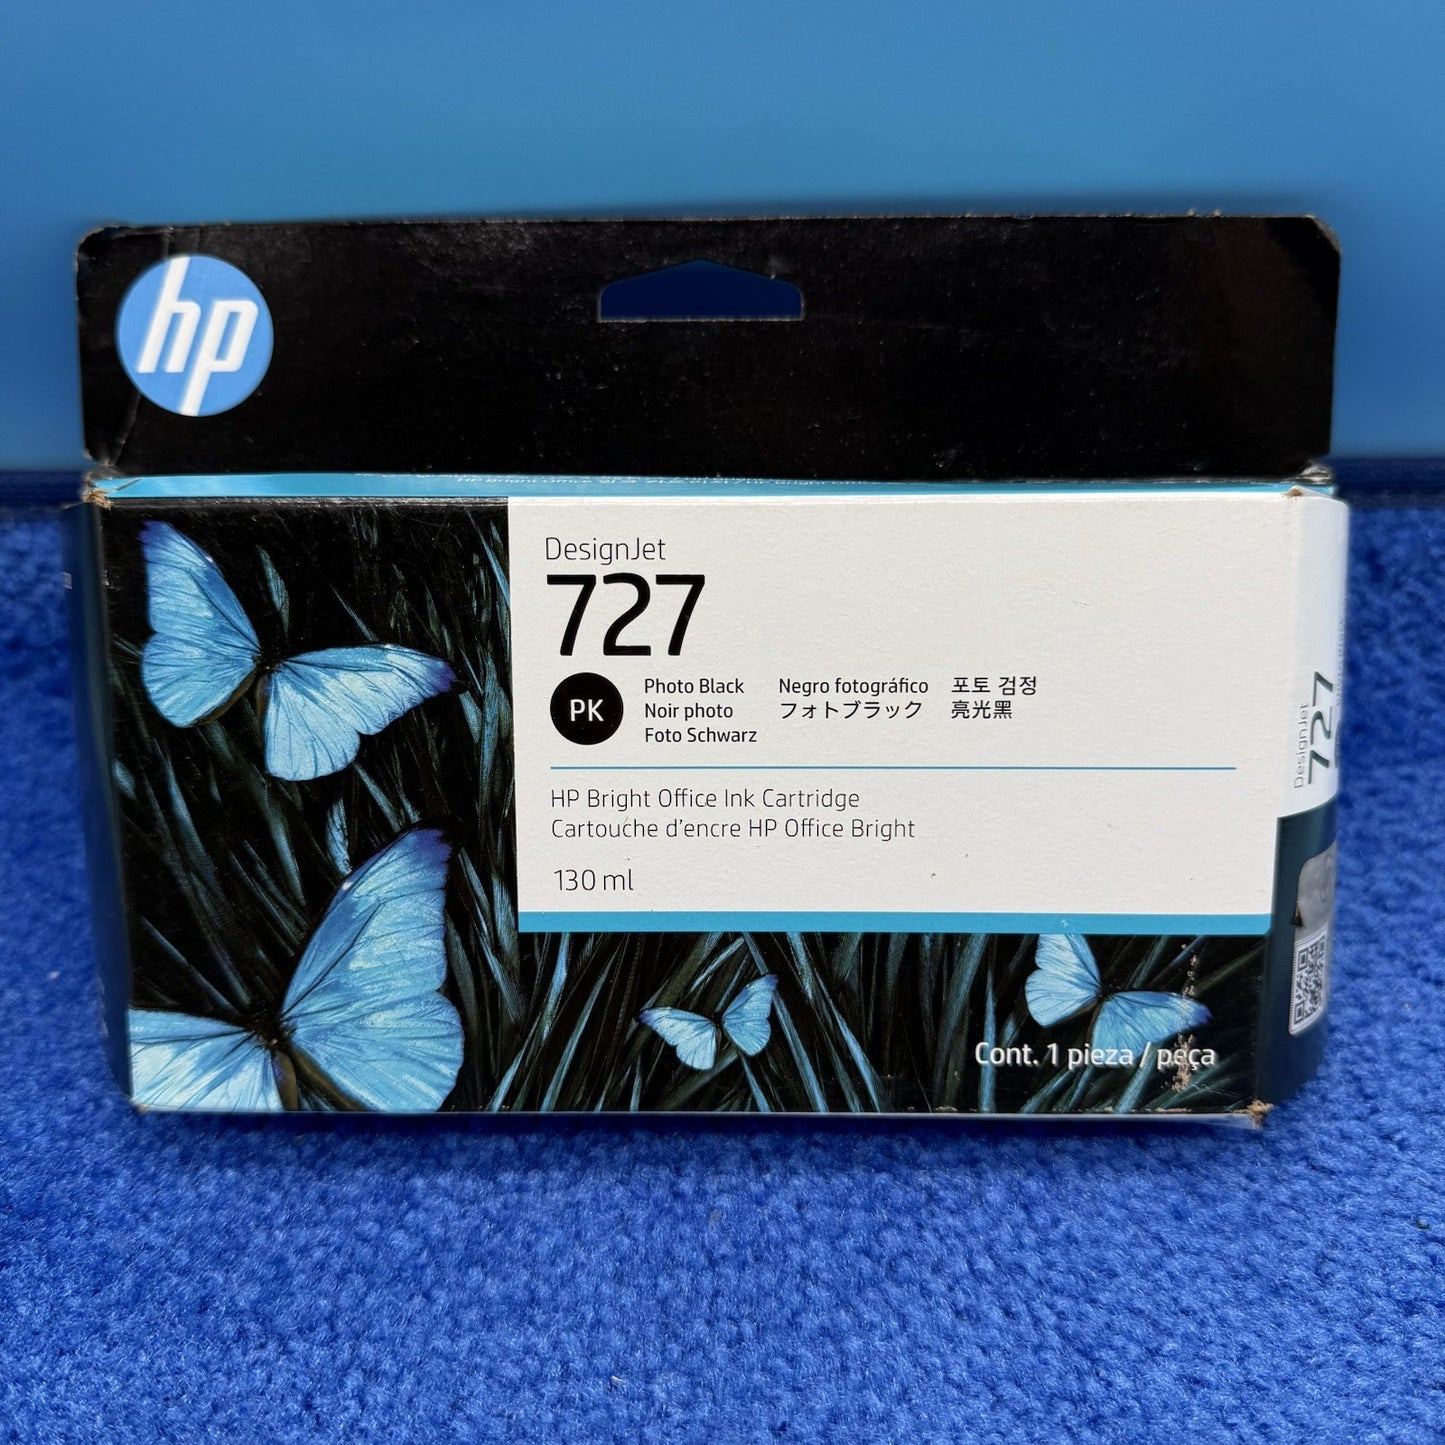 hp
DesignJet
727
PK
Photo Black Negro fotográfico 포토 검정
Noir photo フォトブラック 亮光黑
Foto Schwarz
HP Bright Office Ink Cartridge
Cartouche d'encre HP Office Bright
130 ml
Cont. 1 pieza / peça
DesignJet
727